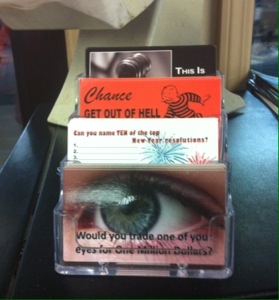 THIS IS
Chance
GET OUT OF HELL
Can you name TEN of the top
New Year resolutions?
1.
2.
3.
Would you trade one of you
eyes for One Million Dollars?